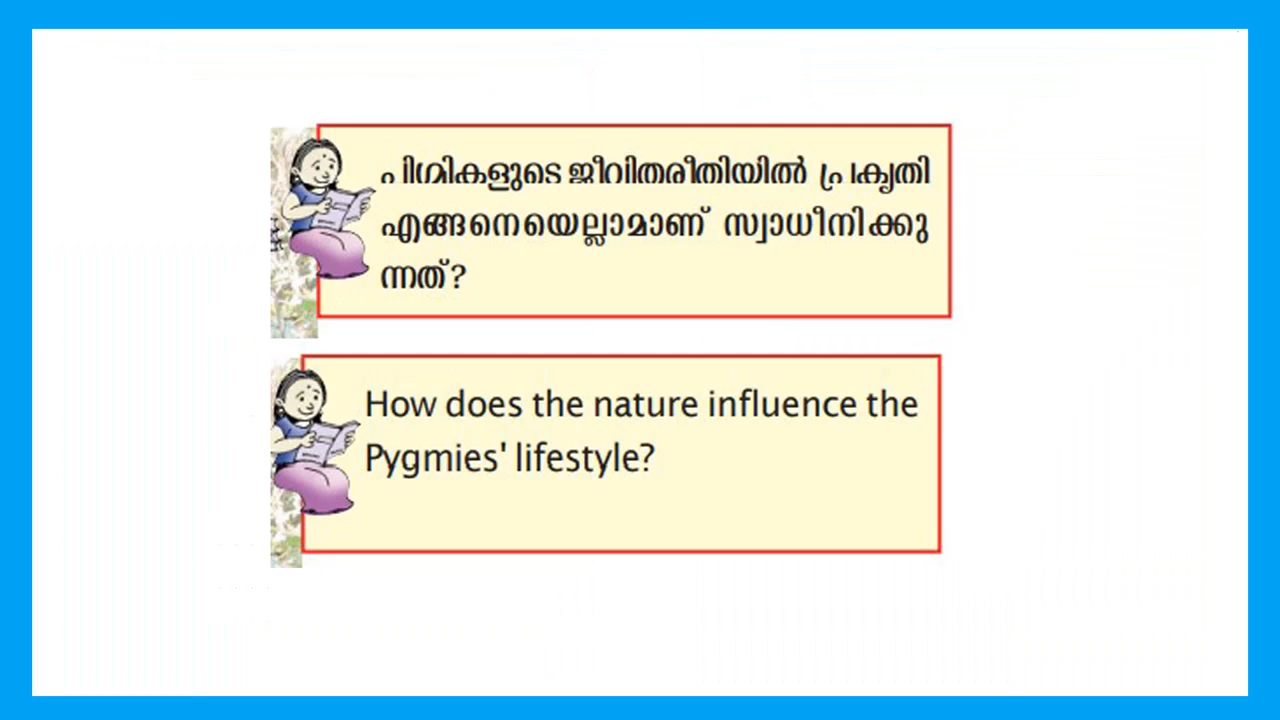 പിഗ്മികളുടെ ജീവിതരീതിയിൽ പ്രകൃതി
എങ്ങനെയെല്ലാമാണ് സ്വാധീനിക്കു
ന്നത്?
How does the nature influence the
Pygmies' lifestyle?